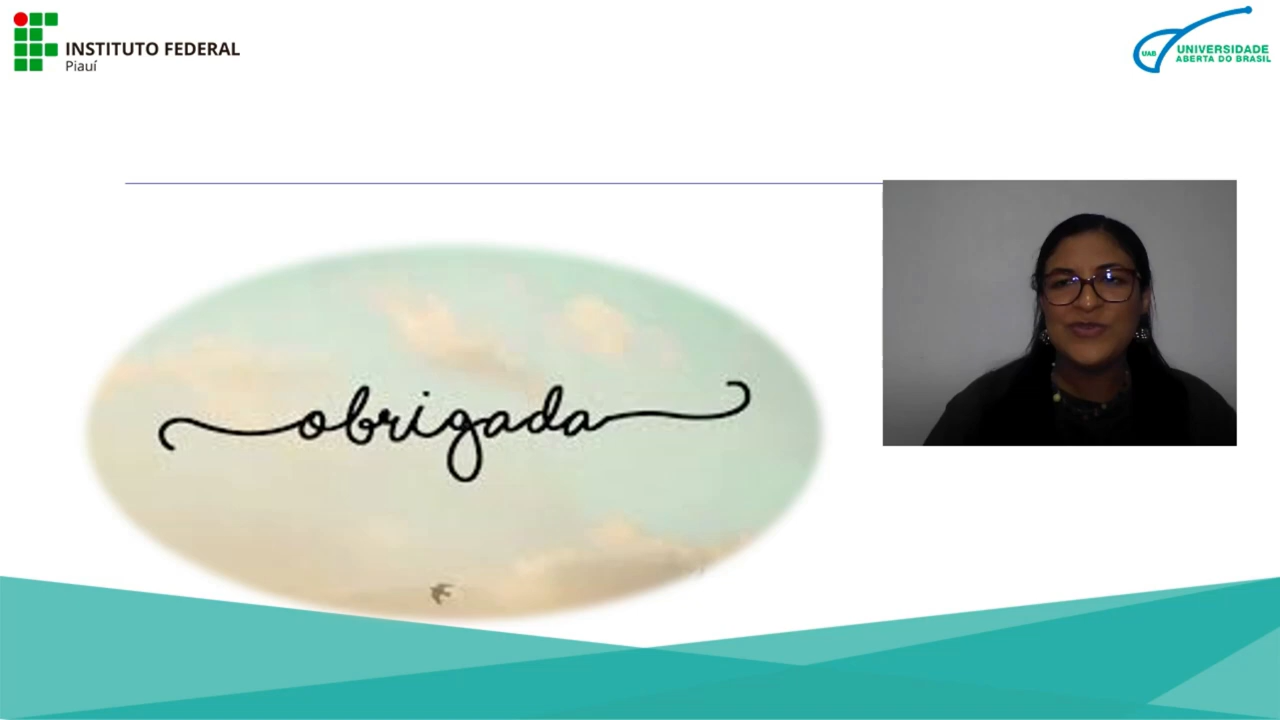 INSTITUTO FEDERAL
Piauí
UAB
UNIVERSIDADE
ABERTA DO BRASIL
obrigada